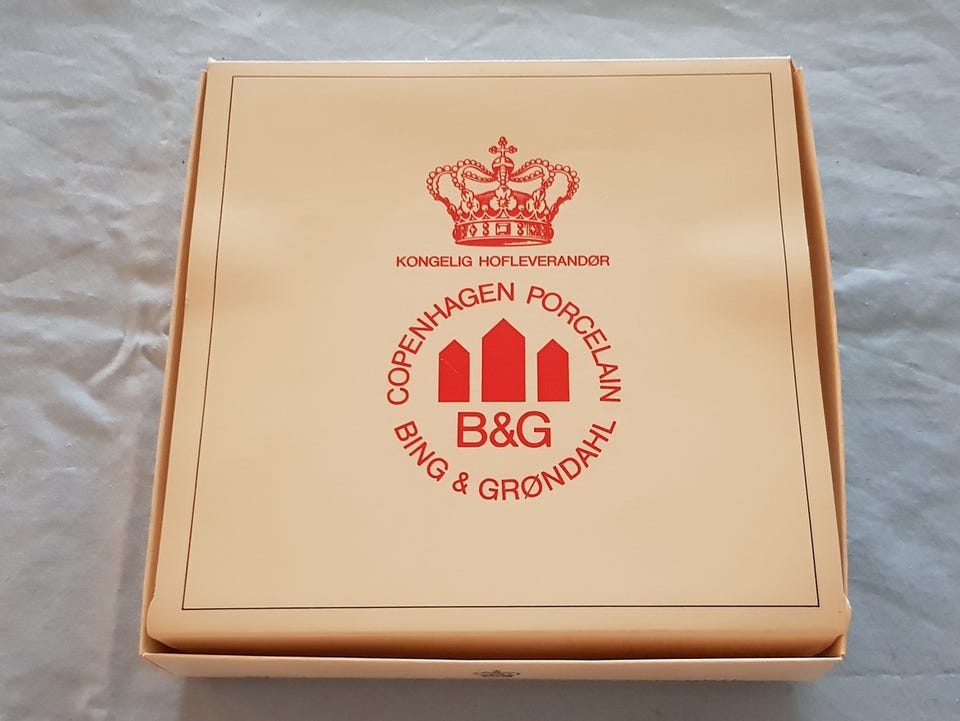 KONGELIG HOFLEVERANDØR
COPENHAGEN PORCELAIN
B&G
BING & GRØNDAHL